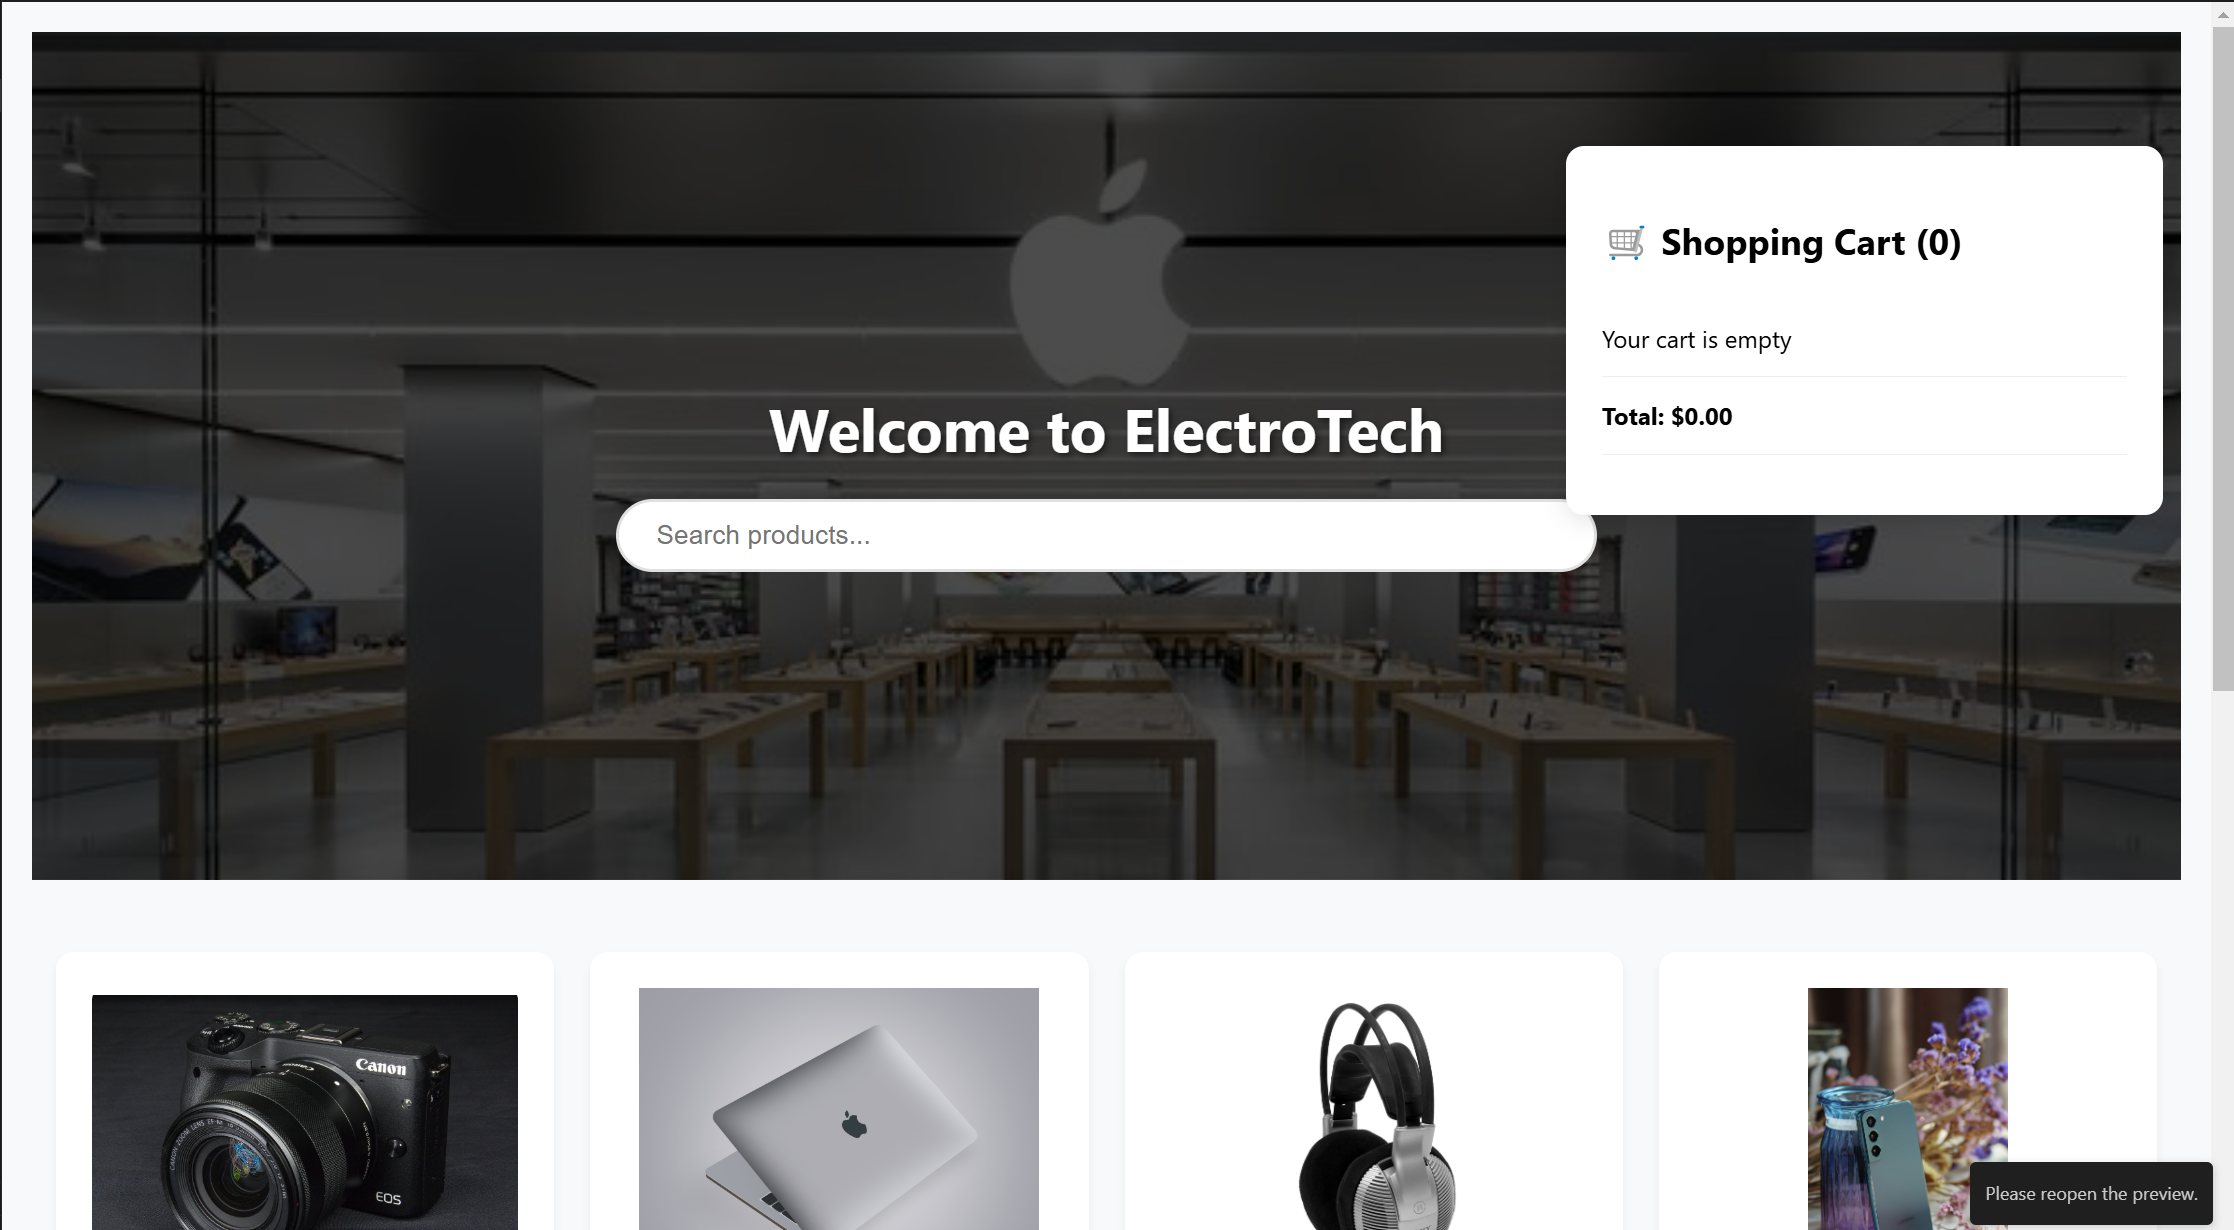 🛒 Shopping Cart (0)
Your cart is empty
Total: $0.00
Welcome to ElectroTech
Search products...
Canon
EOS
Please reopen the preview.